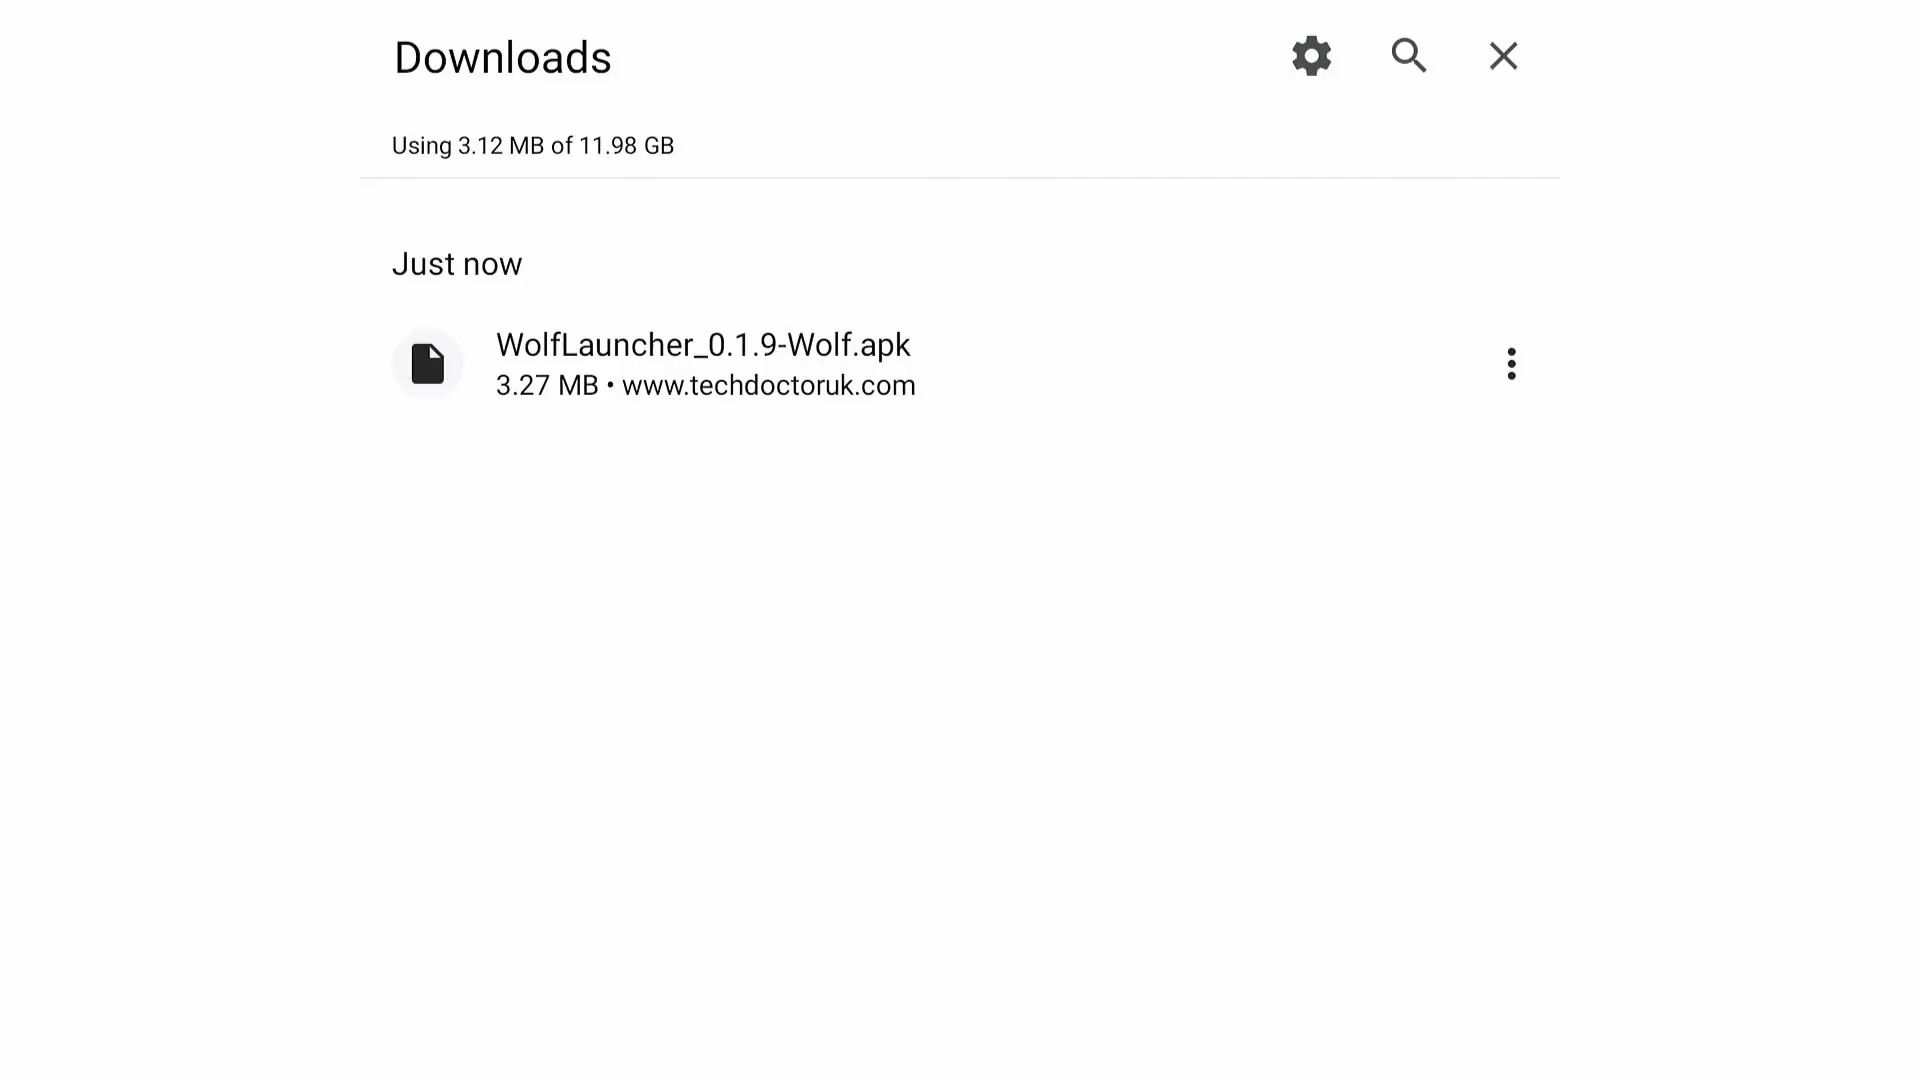 Downloads
Using 3.12 MB of 11.98 GB
Just now
WolfLauncher_0.1.9-Wolf.apk
3.27 MB • www.techdoctoruk.com